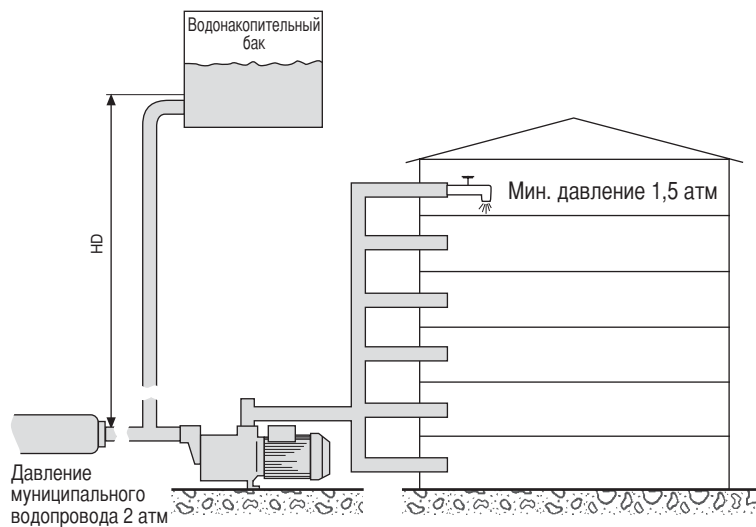 Водонакопительный
бак
HD
Мин. давление 1,5 атм
Давление
муниципального
водопровода 2 атм